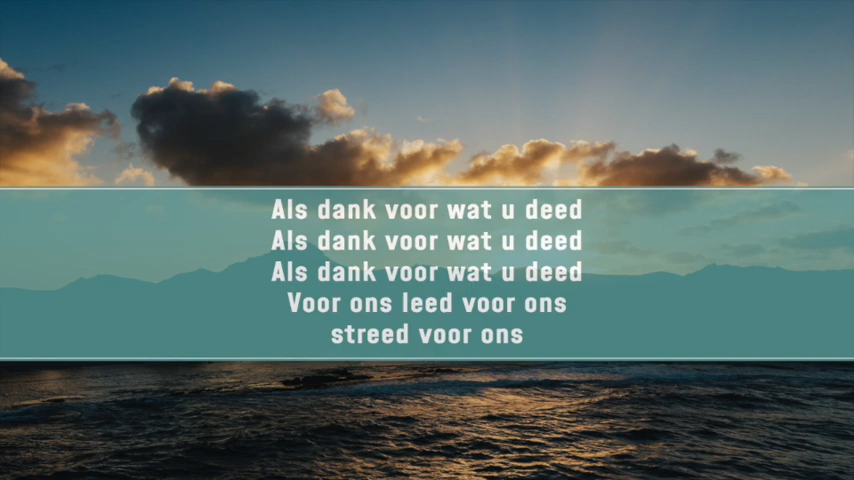 Als dank voor wat u deed
Als dank voor wat u deed
Als dank voor wat u deed
Voor ons leed voor ons
streed voor ons